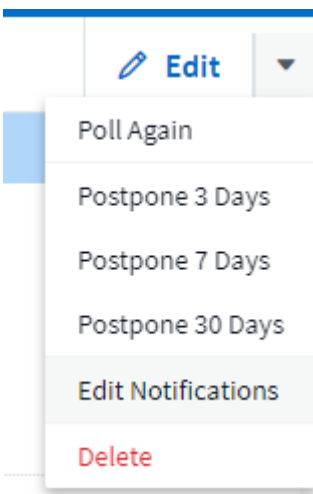 Edit
Poll Again
Postpone 3 Days
Postpone 7 Days
Postpone 30 Days
Edit Notifications
Delete